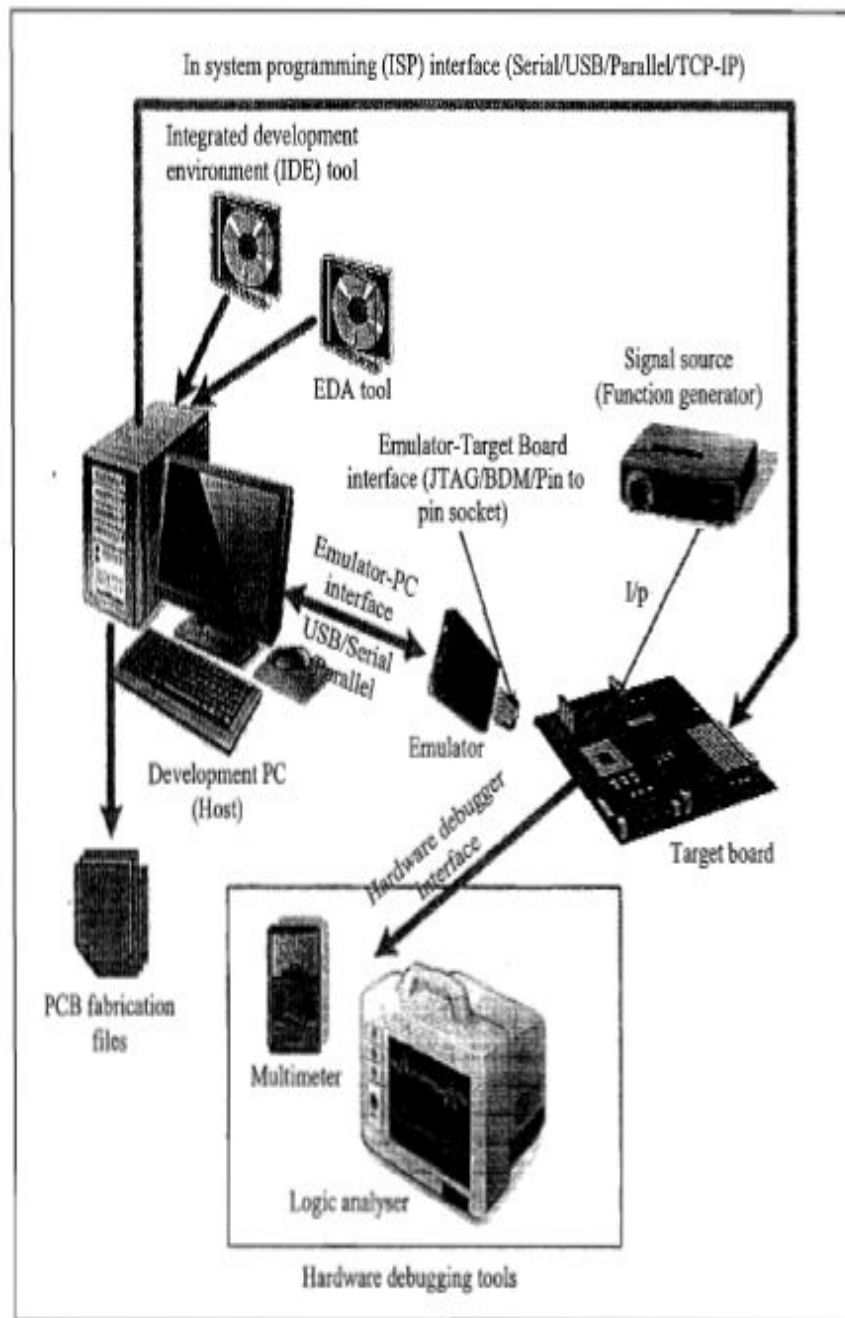 In system programming (ISP) interface (Serial/USB/Parallel/TCP-IP)
Integrated development
environment (IDE) tool
EDA tool
Signal source
(Function generator)
Emulator-Target Board
interface (JTAG/BDM/Pin to
pin socket)
I/p
Emulator-PC
interface
USB/Serial
Parallel
Emulator
Development PC
(Host)
Target board
Hardware debugger
Interface
PCB fabrication
files
Multimeter
Logic analyser
Hardware debugging tools